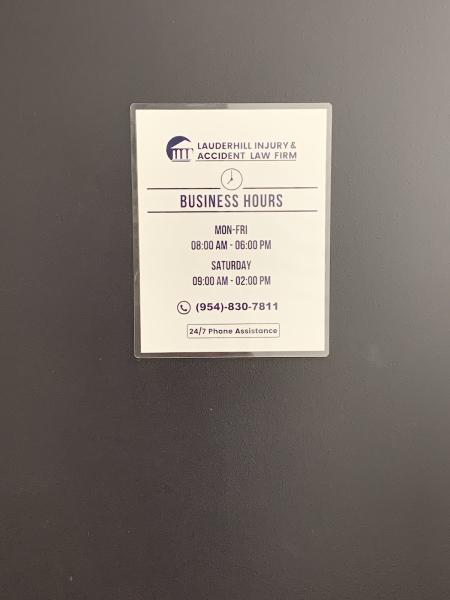 LAUDERHILL INJURY &
ACCIDENT LAW FIRM
BUSINESS HOURS
MON-FRI
08:00 AM - 06:00 PM
SATURDAY
09:00 AM - 02:00 PM
(954)-830-7811
24/7 Phone Assistance